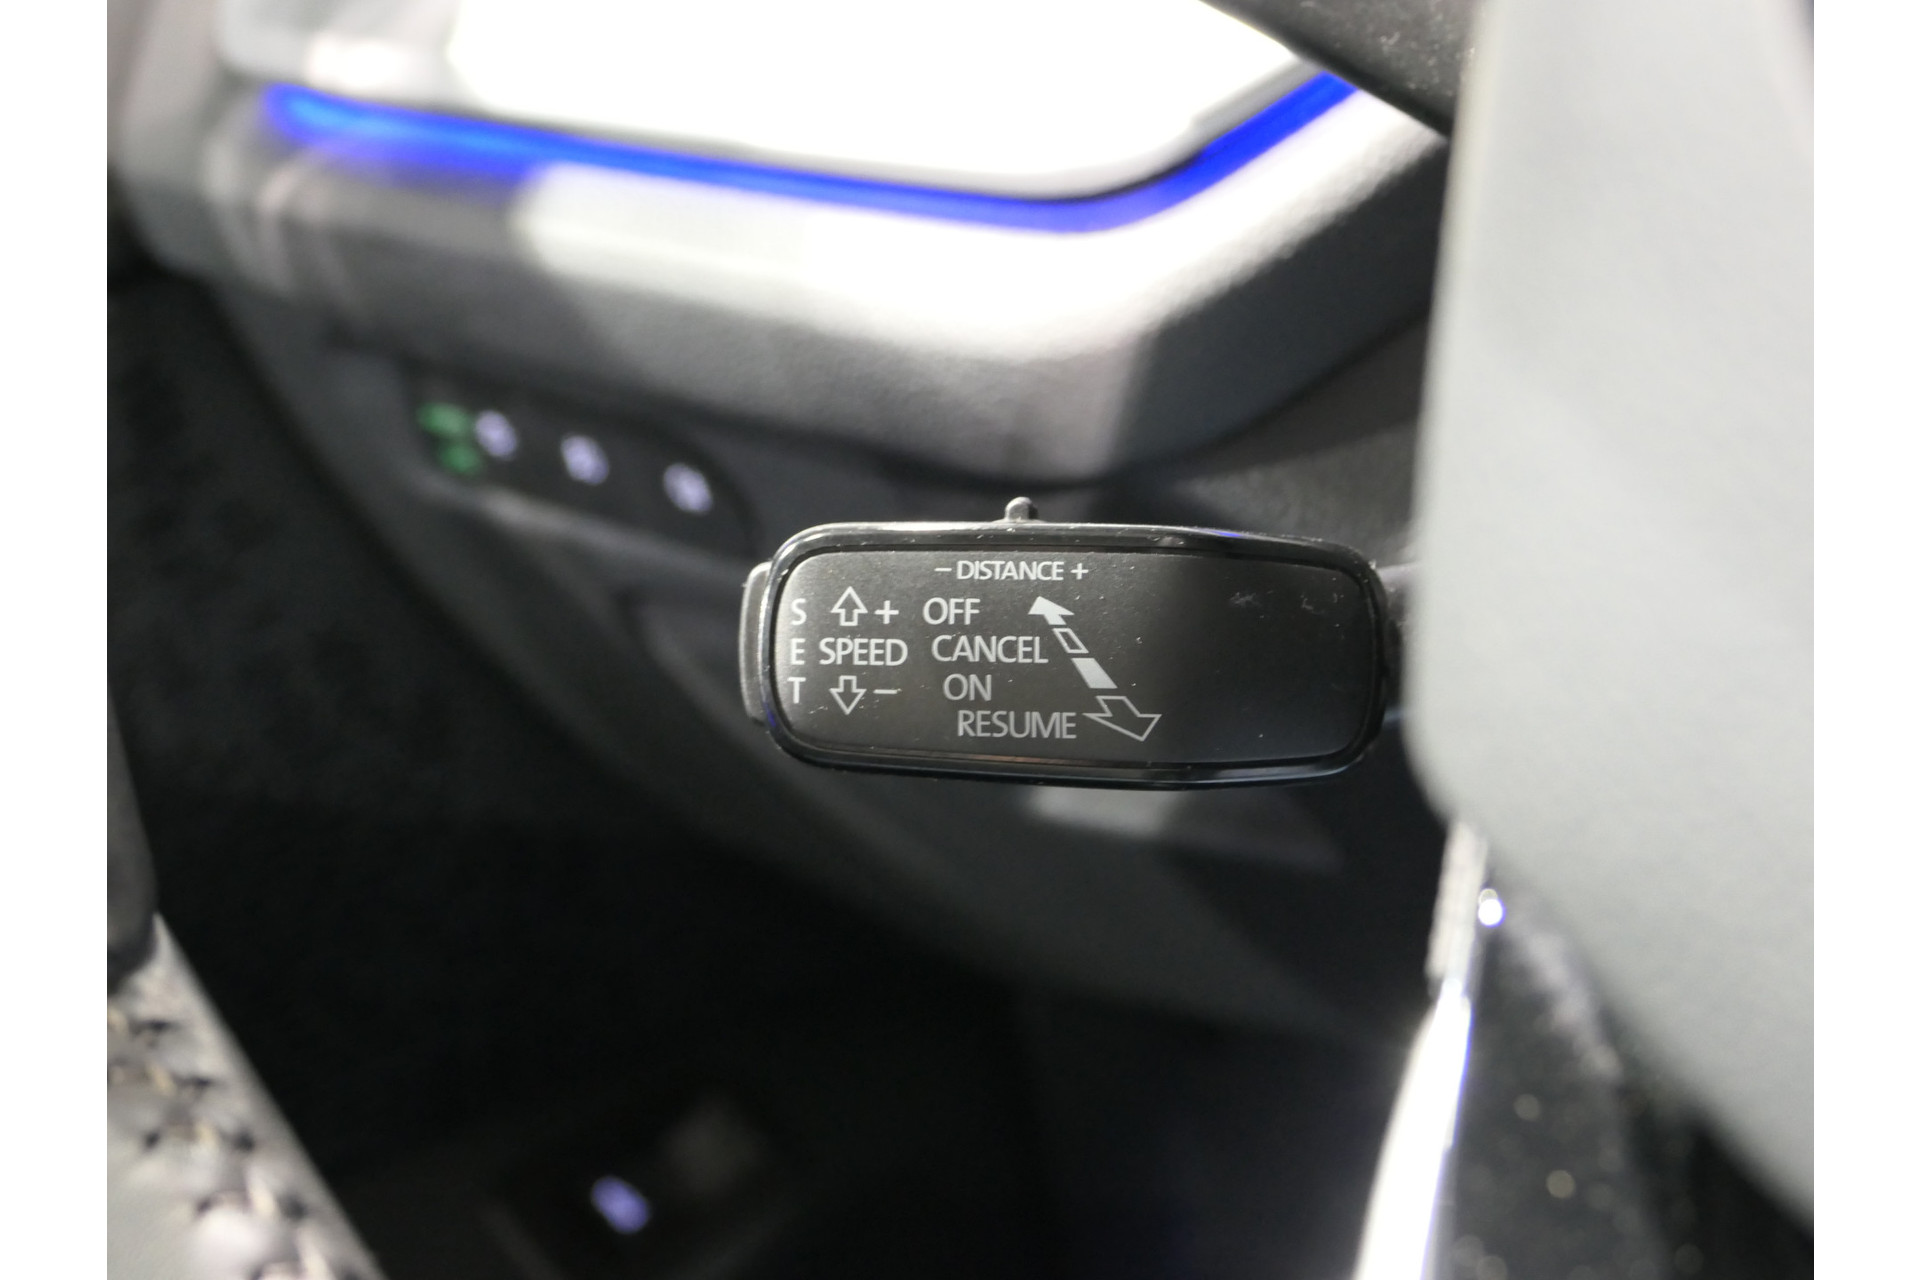 − DISTANCE +
S + OFF
E SPEED CANCEL
T − ON
RESUME